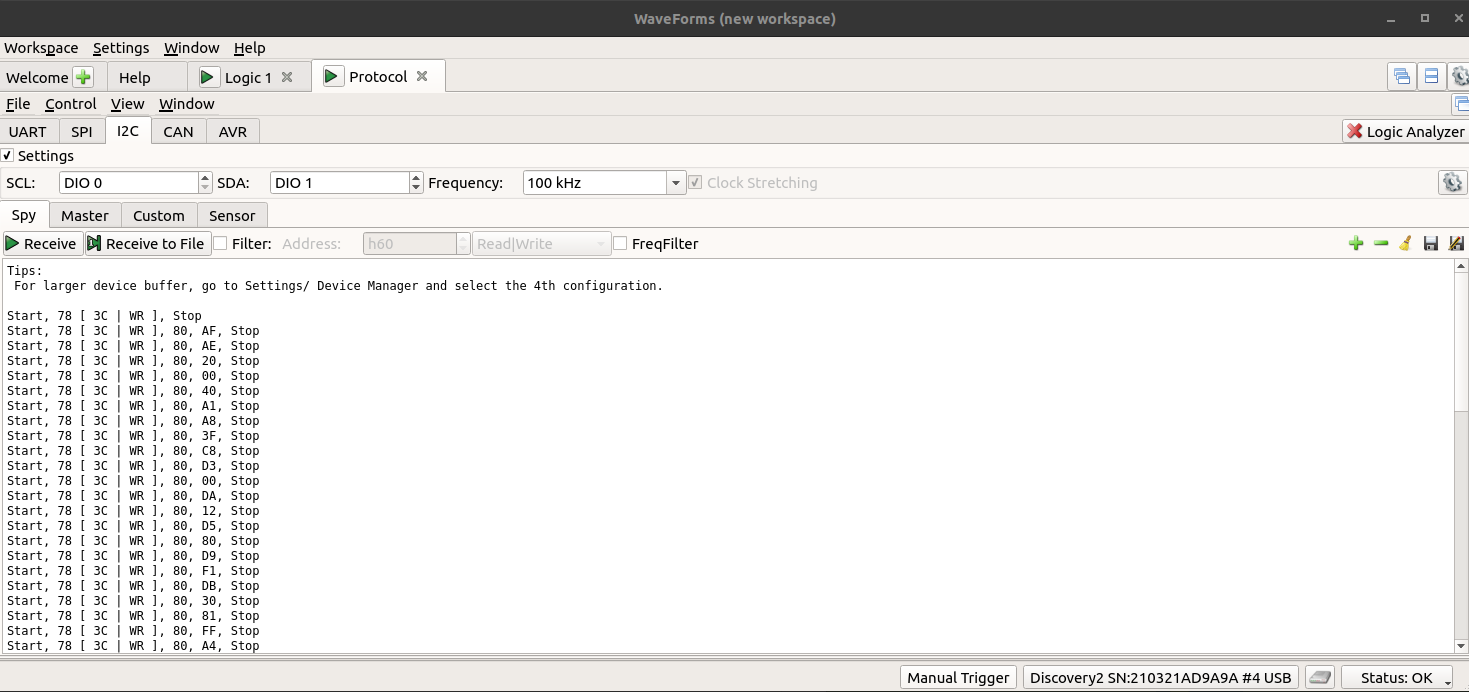 WaveForms (new workspace)
Workspace Settings Window Help
Welcome Help Logic 1 Protocol
File Control View Window
UART SPI I2C CAN AVR Logic Analyzer
Settings
SCL: DIO 0 SDA: DIO 1 Frequency: 100 kHz Clock Stretching
Spy Master Custom Sensor
Receive Receive to File Filter: Address: h60 Read|Write FreqFilter
Tips:
For larger device buffer, go to Settings/ Device Manager and select the 4th configuration.
Start, 78 [ 3C | WR ], Stop
Start, 78 [ 3C | WR ], 80, AF, Stop
Start, 78 [ 3C | WR ], 80, AE, Stop
Start, 78 [ 3C | WR ], 80, 20, Stop
Start, 78 [ 3C | WR ], 80, 00, Stop
Start, 78 [ 3C | WR ], 80, 40, Stop
Start, 78 [ 3C | WR ], 80, A1, Stop
Start, 78 [ 3C | WR ], 80, A8, Stop
Start, 78 [ 3C | WR ], 80, 3F, Stop
Start, 78 [ 3C | WR ], 80, C8, Stop
Start, 78 [ 3C | WR ], 80, D3, Stop
Start, 78 [ 3C | WR ], 80, 00, Stop
Start, 78 [ 3C | WR ], 80, DA, Stop
Start, 78 [ 3C | WR ], 80, 12, Stop
Start, 78 [ 3C | WR ], 80, D5, Stop
Start, 78 [ 3C | WR ], 80, 80, Stop
Start, 78 [ 3C | WR ], 80, D9, Stop
Start, 78 [ 3C | WR ], 80, F1, Stop
Start, 78 [ 3C | WR ], 80, DB, Stop
Start, 78 [ 3C | WR ], 80, 30, Stop
Start, 78 [ 3C | WR ], 80, 81, Stop
Start, 78 [ 3C | WR ], 80, FF, Stop
Start, 78 [ 3C | WR ], 80, A4, Stop
Manual Trigger Discovery2 SN:210321AD9A9A #4 USB Status: OK